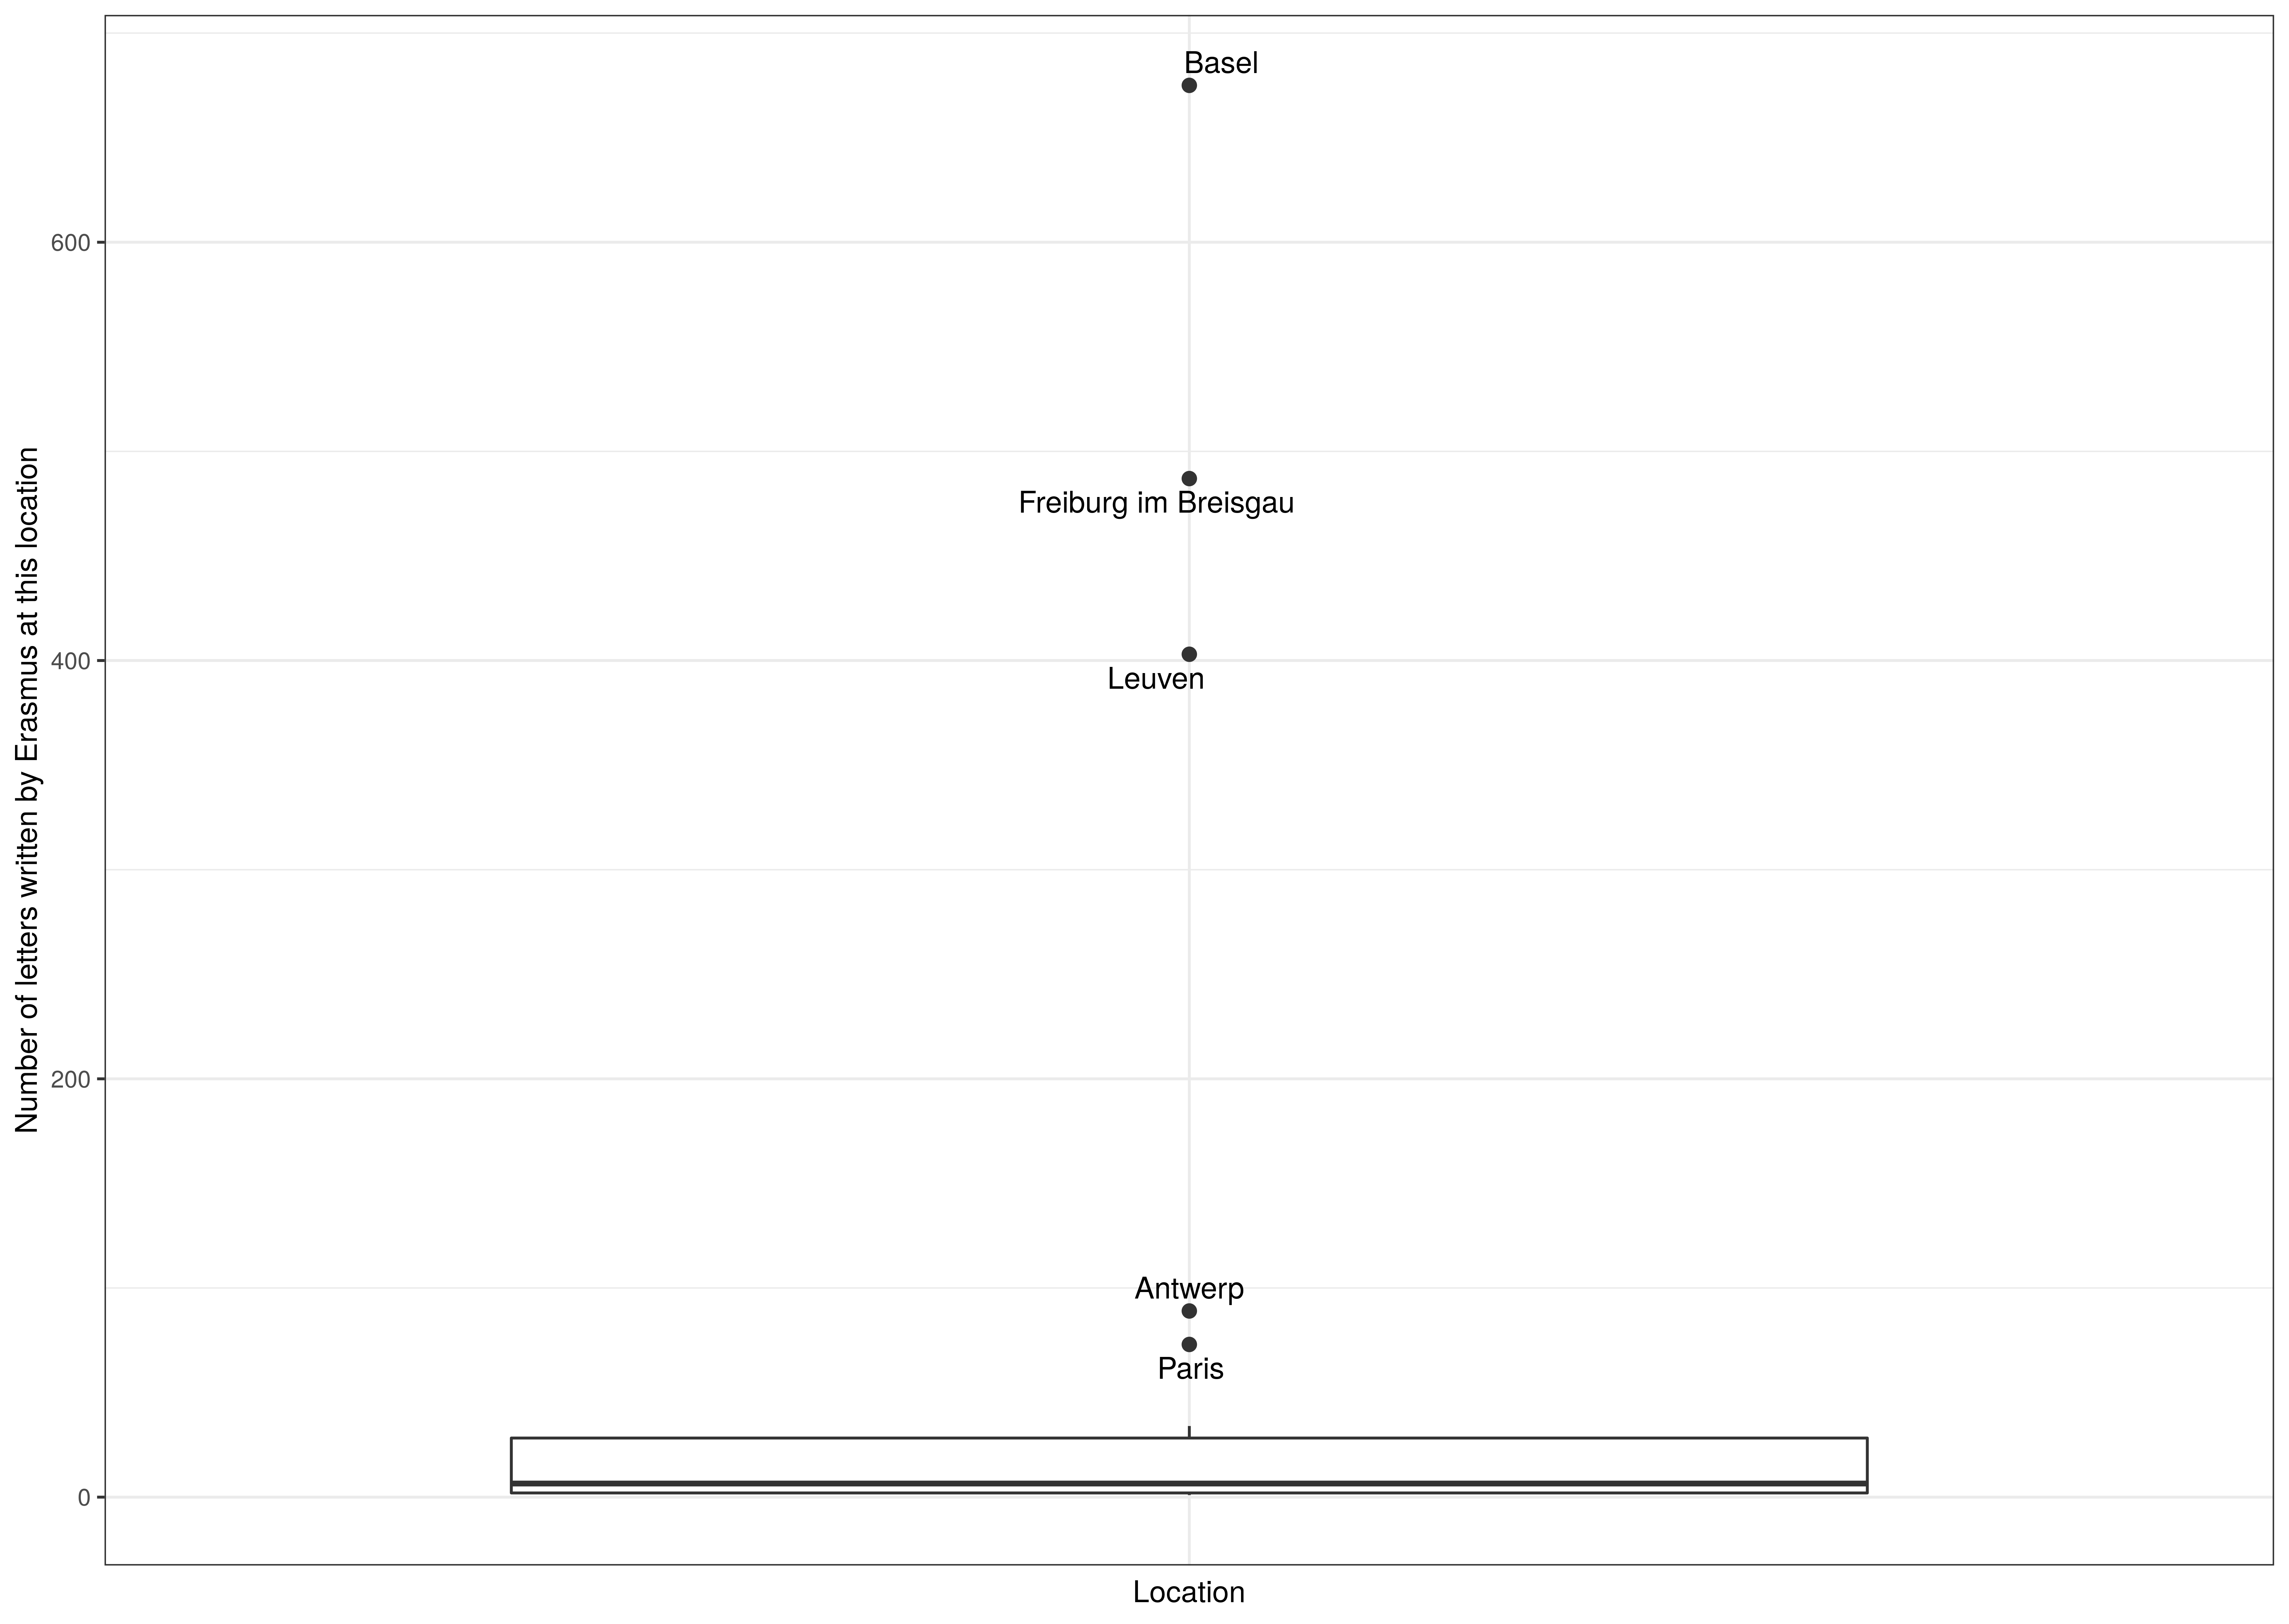 Number of letters written by Erasmus at this location
600
400
200
0
Basel
Freiburg im Breisgau
Leuven
Antwerp
Paris
Location